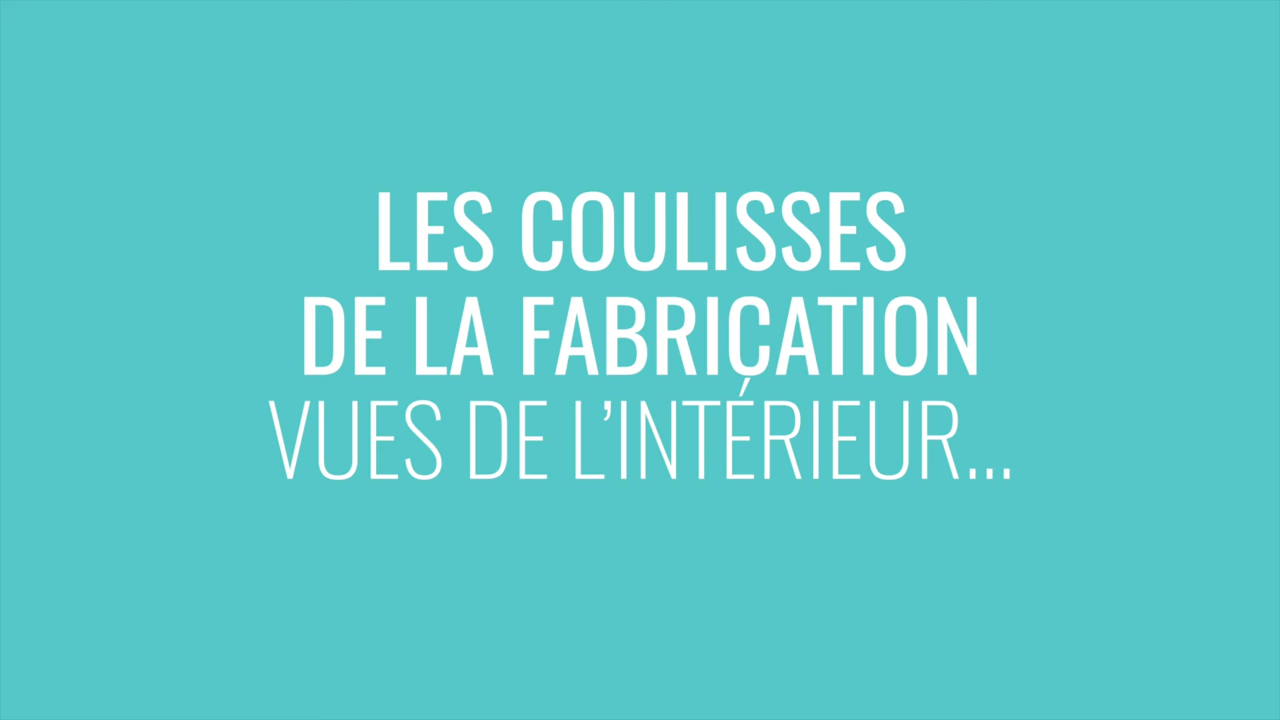 LES COULISSES
DE LA FABRICATION
VUES DE L’INTÉRIEUR...